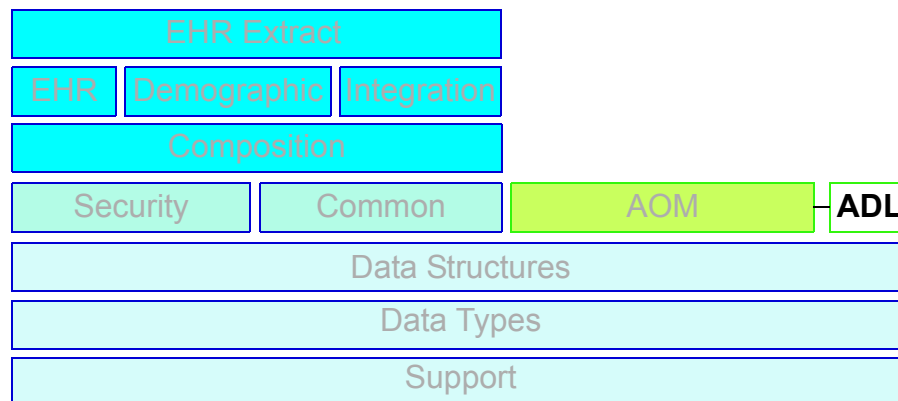 EHR Extract
EHR Demographic Integration
Composition
Security Common AOM ADL
Data Structures
Data Types
Support